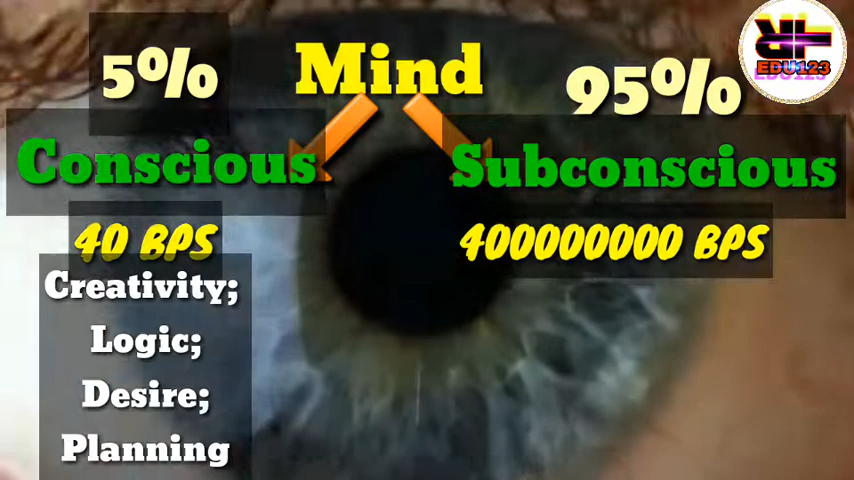 5%
Mind
95%
EDU123
Conscious
Subconscious
40 BPS
400000000 BPS
Creativity;
Logic;
Desire;
Planning